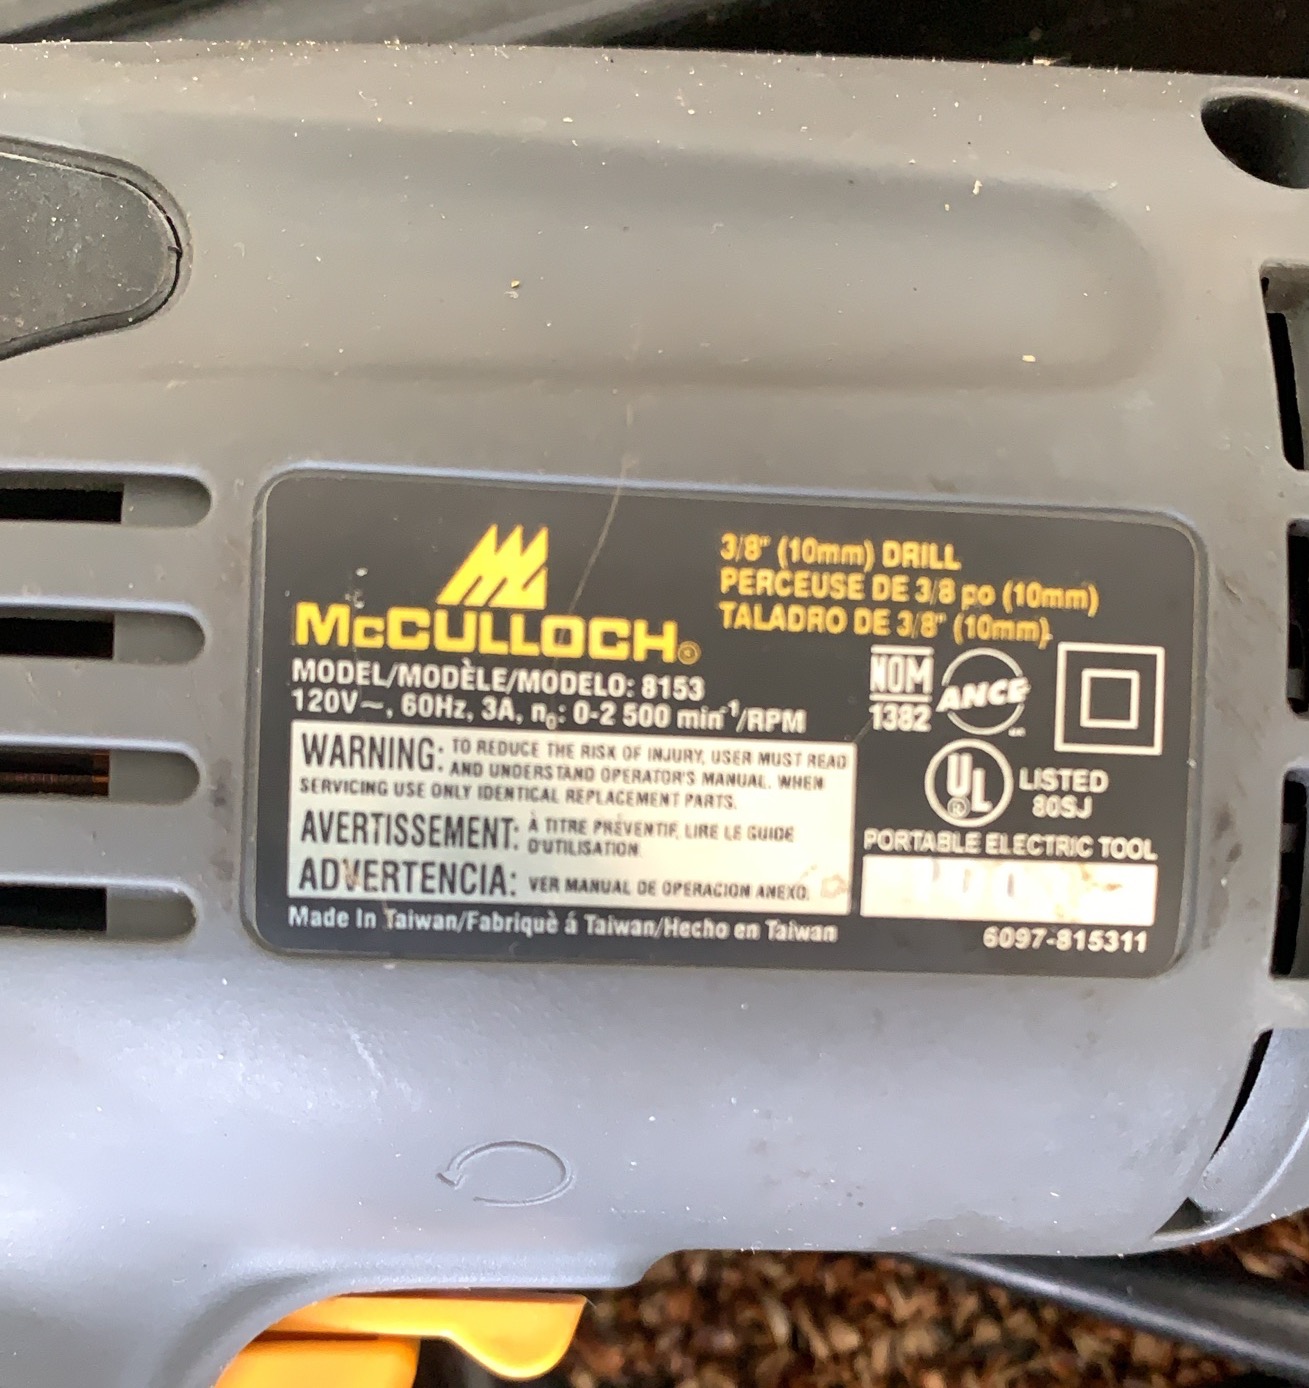 McCULLOCH®
3/8" (10mm) DRILL
PERCEUSE DE 3/8 po (10mm)
TALADRO DE 3/8" (10mm)
MODEL/MODÈLE/MODELO: 8153
120V~, 60Hz, 3A, n₀: 0-2 500 min⁻¹/RPM
NOM
1382
ANCE
WARNING: TO REDUCE THE RISK OF INJURY, USER MUST READ
AND UNDERSTAND OPERATOR'S MANUAL. WHEN
SERVICING USE ONLY IDENTICAL REPLACEMENT PARTS.
AVERTISSEMENT: À TITRE PRÉVENTIF, LIRE LE GUIDE
D'UTILISATION
ADVERTENCIA: VER MANUAL DE OPERACION ANEXO.
Made In Taiwan/Fabriquè á Taiwan/Hecho en Taiwan
UL®
LISTED
80SJ
PORTABLE ELECTRIC TOOL
6097-815311